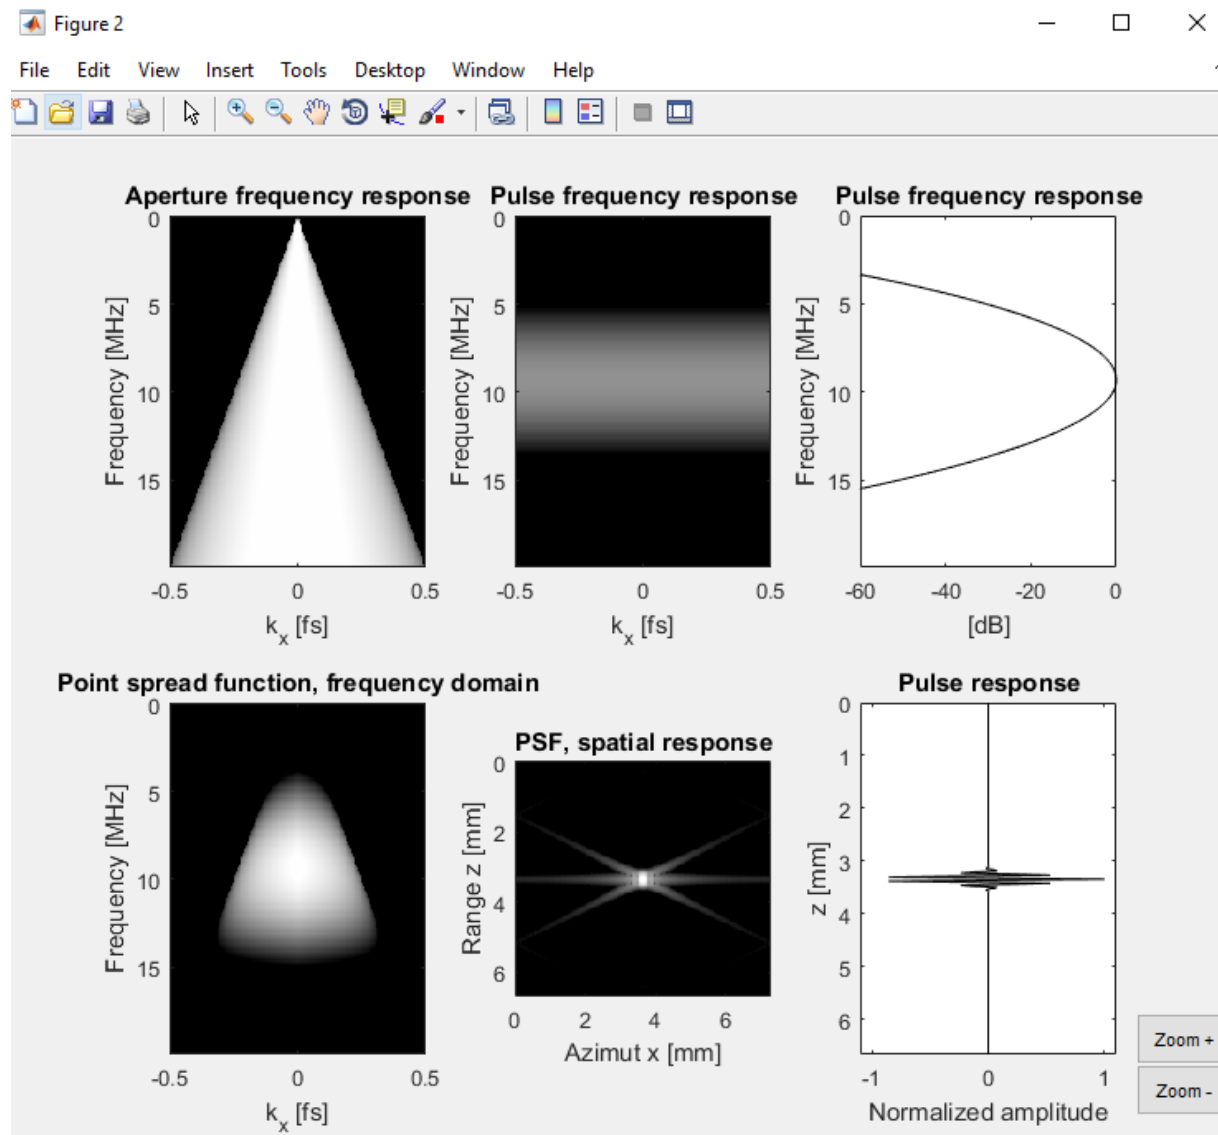 Figure 2
File Edit View Insert Tools Desktop Window Help
Aperture frequency response
Frequency [MHz]
0
5
10
15
-0.5 0 0.5
k_x [fs]
Pulse frequency response
Frequency [MHz]
0
5
10
15
-0.5 0 0.5
k_x [fs]
Pulse frequency response
Frequency [MHz]
0
5
10
15
-60 -40 -20 0
[dB]
Point spread function, frequency domain
Frequency [MHz]
0
5
10
15
-0.5 0 0.5
k_x [fs]
PSF, spatial response
Range z [mm]
0
2
4
6
0 2 4 6
Azimut x [mm]
Pulse response
z [mm]
0
1
2
3
4
5
6
-1 0 1
Normalized amplitude
Zoom +
Zoom -